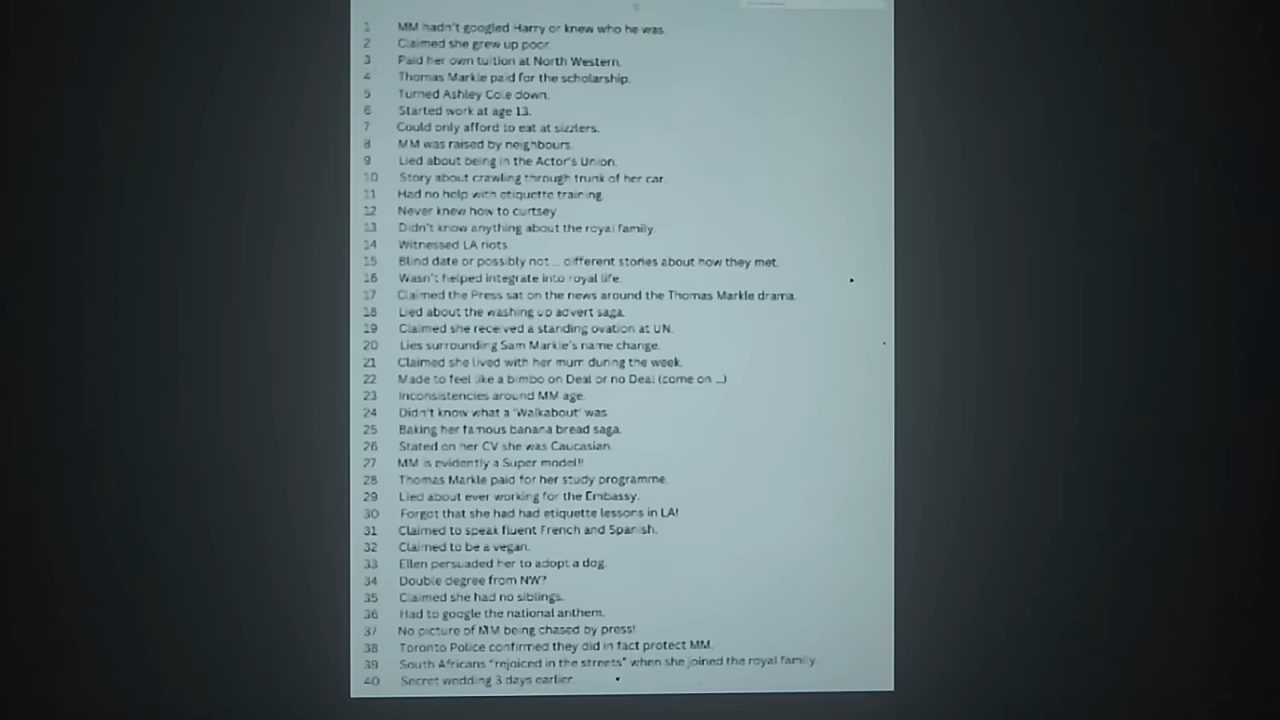 1 MM hadn't googled Harry or knew who he was.
2 Claimed she grew up poor.
3 Paid her own tuition at North Western.
4 Thomas Markle paid for the scholarship.
5 Turned Ashley Cole down.
6 Started work at age 13.
7 Could only afford to eat at sizzlers.
8 MM was raised by neighbours.
9 Lied about being in the Actor's Union.
10 Story about crawling through trunk of her car.
11 Had no help with etiquette training.
12 Never knew how to curtsey
13 Didn't know anything about the royal family.
14 Witnessed LA riots
15 Blind date or possibly not ... different stories about how they met.
16 Wasn't helped integrate into royal life.
17 Claimed the Press sat on the news around the Thomas Markle drama.
18 Lied about the washing up advert saga.
19 Claimed she received a standing ovation at UN.
20 Lies surrounding Sam Markle's name change.
21 Claimed she lived with her mum during the week.
22 Made to feel like a bimbo on Deal or no Deal (come on ...)
23 Inconsistencies around MM age.
24 Didn't know what a 'Walkabout' was
25 Baking her famous banana bread saga.
26 Stated on her CV she was Caucasian.
27 MM is evidently a Super model!!
28 Thomas Markle paid for her study programme.
29 Lied about ever working for the Embassy.
30 Forgot that she had had etiquette lessons in LA!
31 Claimed to speak fluent French and Spanish.
32 Claimed to be a vegan.
33 Ellen persuaded her to adopt a dog.
34 Double degree from NW?
35 Claimed she had no siblings.
36 Had to google the national anthem.
37 No picture of MM being chased by press!
38 Toronto Police confirmed they did in fact protect MM.
39 South Africans "rejoiced in the streets" when she joined the royal family.
40 Secret wedding 3 days earlier.